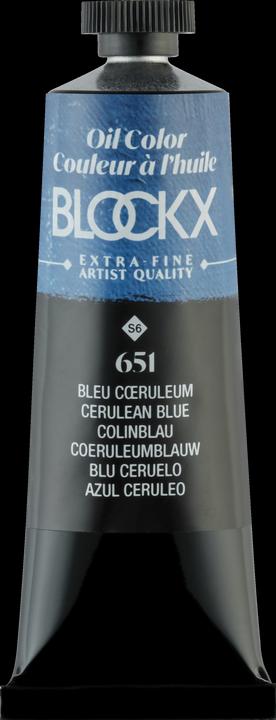 Oil Color
Couleur à l'huile
BLOCKX
EXTRA-FINE
ARTIST QUALITY
S6
651
BLEU CŒRULEUM
CERULEAN BLUE
COLINBLAU
COERULEUMBLAUW
BLU CERUELO
AZUL CERULEO